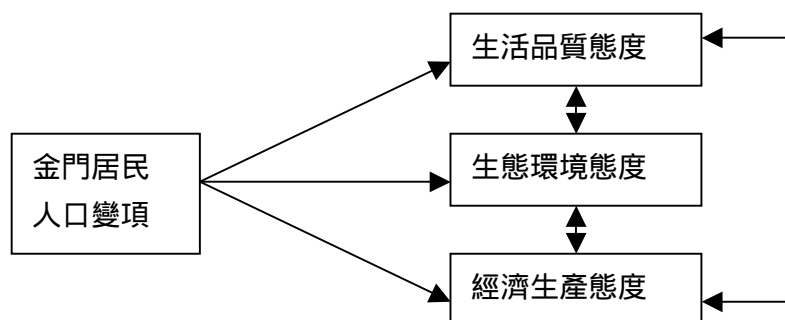 生活品質態度
金門居民
人口變項
生態環境態度
經濟生產態度